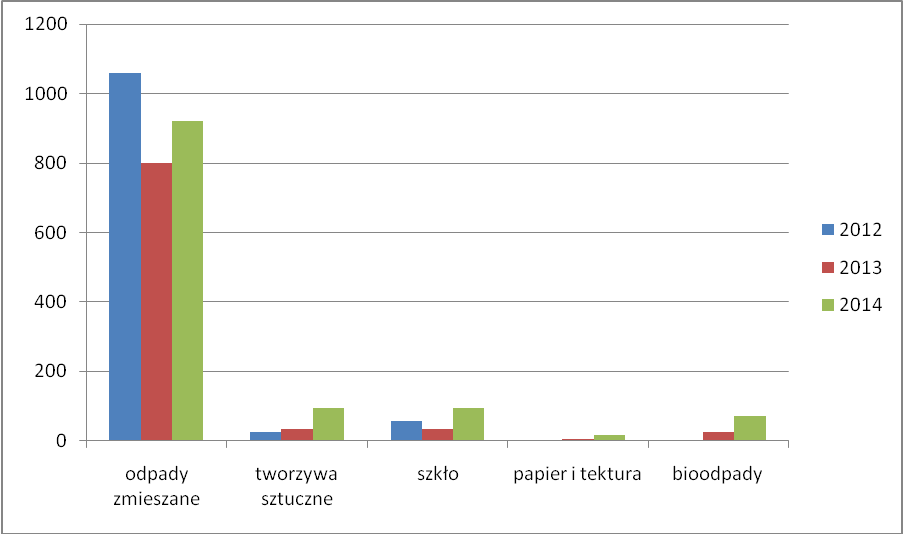 1200
1000
800
600
400
200
0
odpady
zmieszane
tworzywa
sztuczne
szkło
papier i tektura
bioodpady
2012
2013
2014